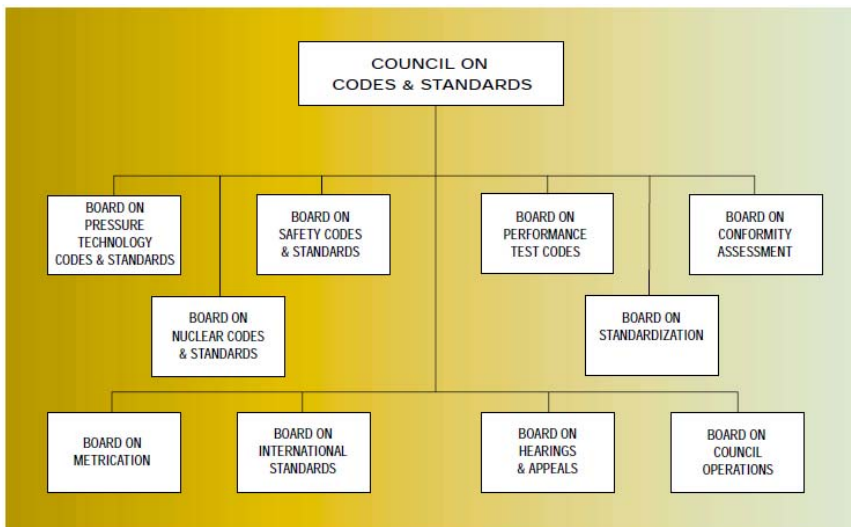 COUNCIL ON
CODES & STANDARDS
BOARD ON
PRESSURE
TECHNOLOGY
CODES & STANDARDS
BOARD ON
SAFETY CODES
& STANDARDS
BOARD ON
PERFORMANCE
TEST CODES
BOARD ON
CONFORMITY
ASSESSMENT
BOARD ON
NUCLEAR CODES
& STANDARDS
BOARD ON
STANDARDIZATION
BOARD ON
METRICATION
BOARD ON
INTERNATIONAL
STANDARDS
BOARD ON
HEARINGS
& APPEALS
BOARD ON
COUNCIL
OPERATIONS